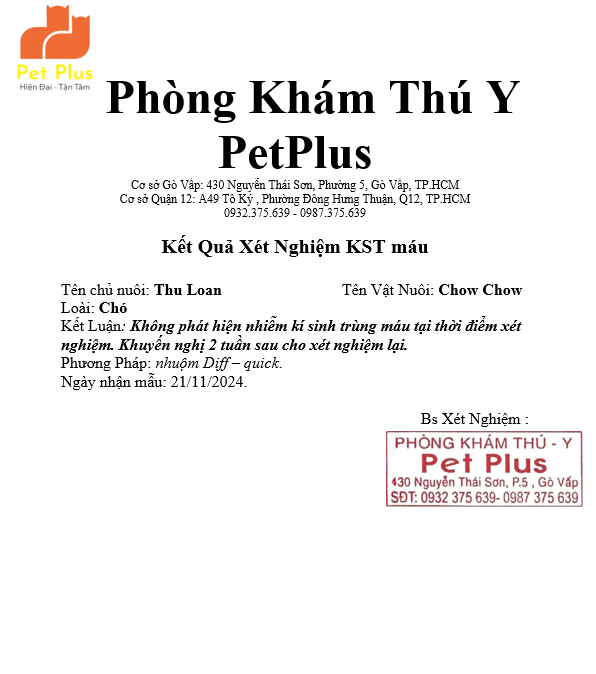 Pet Plus
Hiện Đại - Tận Tâm
Phòng Khám Thú Y
PetPlus
Cơ sở Gò Vấp: 430 Nguyễn Thái Sơn, Phường 5, Gò Vấp, TP.HCM
Cơ sở Quận 12: A49 Tô Ký , Phường Đông Hưng Thuận, Q12, TP.HCM
0932.375.639 - 0987.375.639
Kết Quả Xét Nghiệm KST máu
Tên chủ nuôi: Thu Loan Tên Vật Nuôi: Chow Chow
Loài: Chó
Kết Luận: Không phát hiện nhiễm kí sinh trùng máu tại thời điểm xét
nghiệm. Khuyến nghị 2 tuần sau cho xét nghiệm lại.
Phương Pháp: nhuộm Diff – quick.
Ngày nhận mẫu: 21/11/2024.
Bs Xét Nghiệm :
PHÒNG KHÁM THÚ - Y
Pet Plus
430 Nguyễn Thái Sơn, P.5 , Gò Vấp
SĐT: 0932 375 639- 0987 375 639